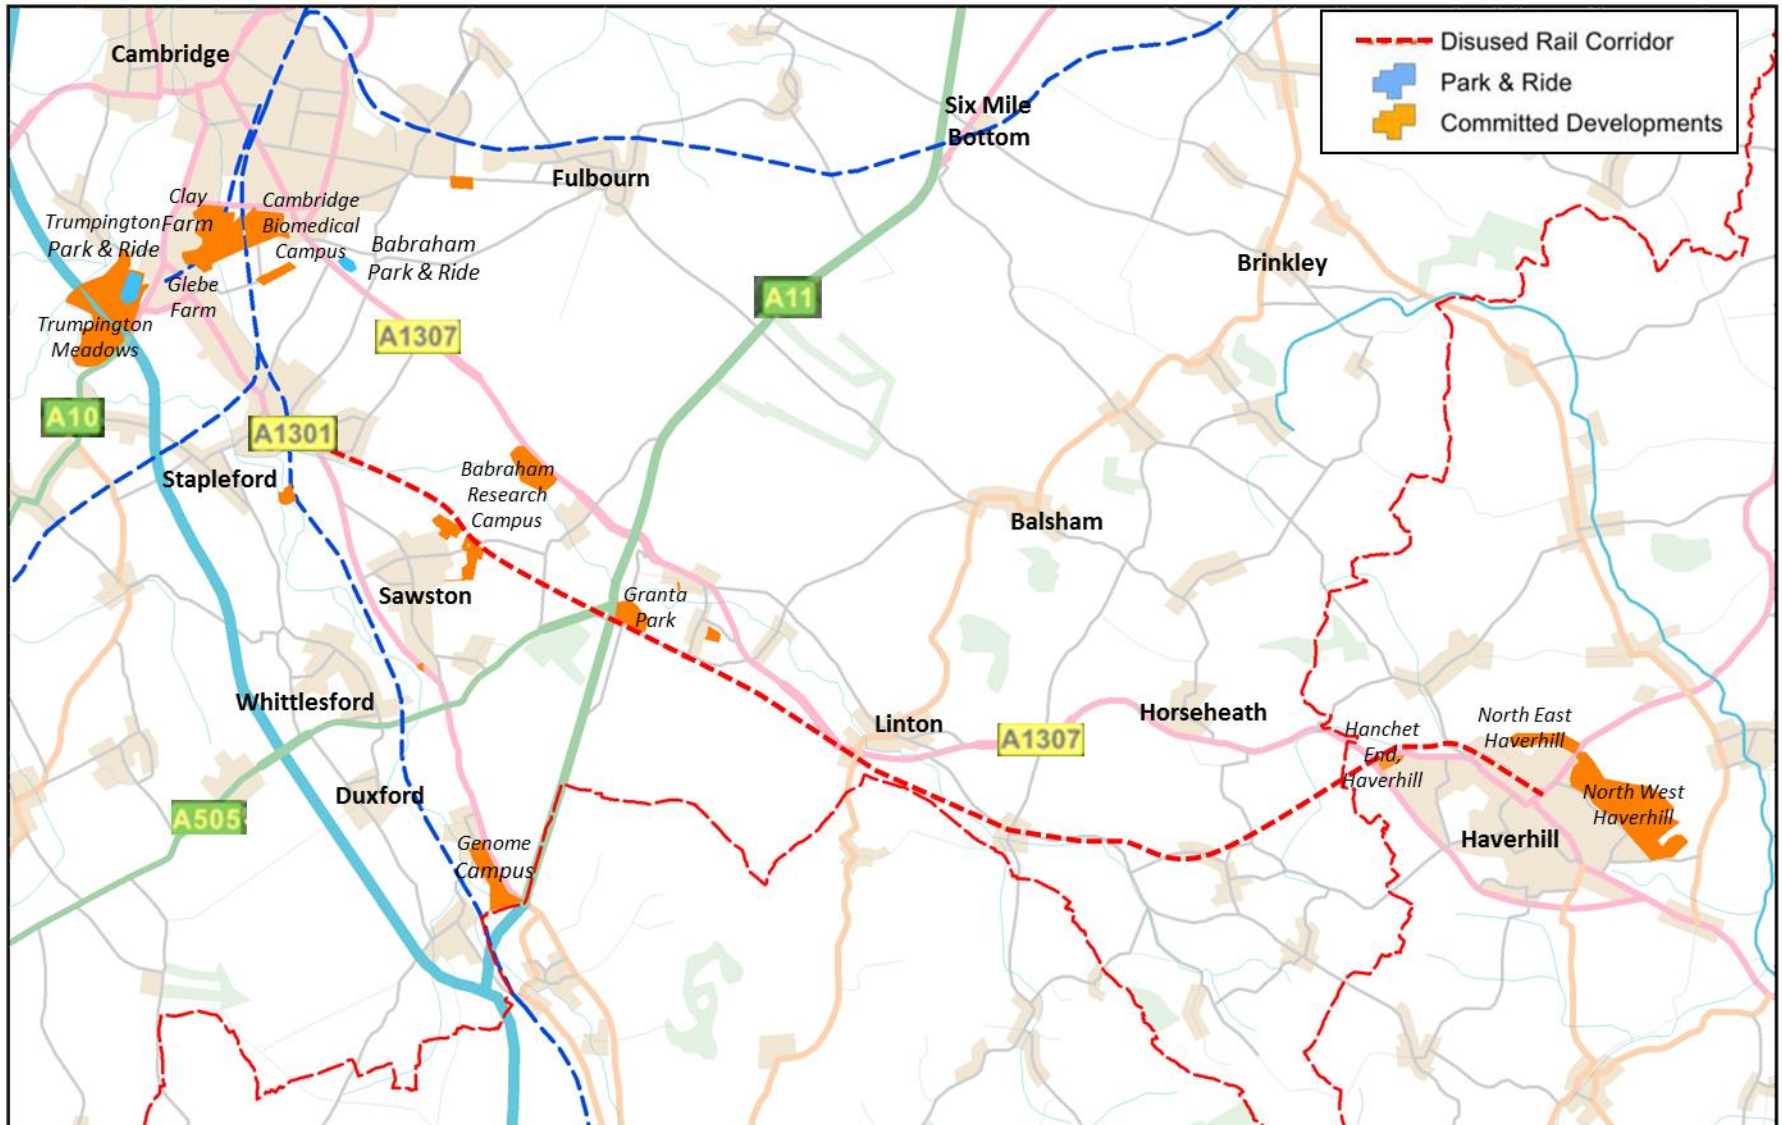 Cambridge
Disused Rail Corridor
Park & Ride
Committed Developments
Six Mile
Bottom
Fulbourn
Clay
Farm
Cambridge
Biomedical
Campus
Trumpington
Park & Ride
Babraham
Park & Ride
Glebe
Farm
Trumpington
Meadows
Brinkley
A11
A1307
A10
A1301
Stapleford
Babraham
Research
Campus
Balsham
Sawston
Granta
Park
Whittlesford
Linton
A1307
Horseheath
Hanchet
End,
Haverhill
North East
Haverhill
North West
Haverhill
Haverhill
Duxford
A505
Genome
Campus